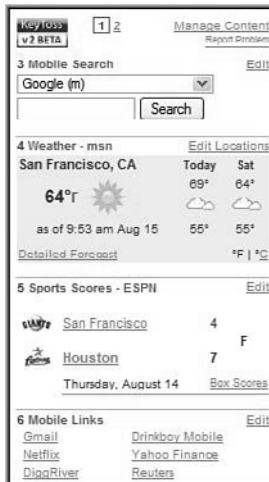 KeyToss 1 2 Manage Content
v2 BETA Report Problem
3 Mobile Search Edit
Google (m)
Search
4 Weather - msn Edit Locations
San Francisco, CA Today Sat
69° 64°
64°F
as of 9:53 am Aug 15 55° 55°
Detailed Forecast °F | °C
5 Sports Scores - ESPN Edit
GIANTS San Francisco 4
F
Astros Houston 7
Thursday, August 14 Box Scores
6 Mobile Links Edit
Gmail Drinkboy Mobile
Netflix Yahoo Finance
DiggRiver Reuters